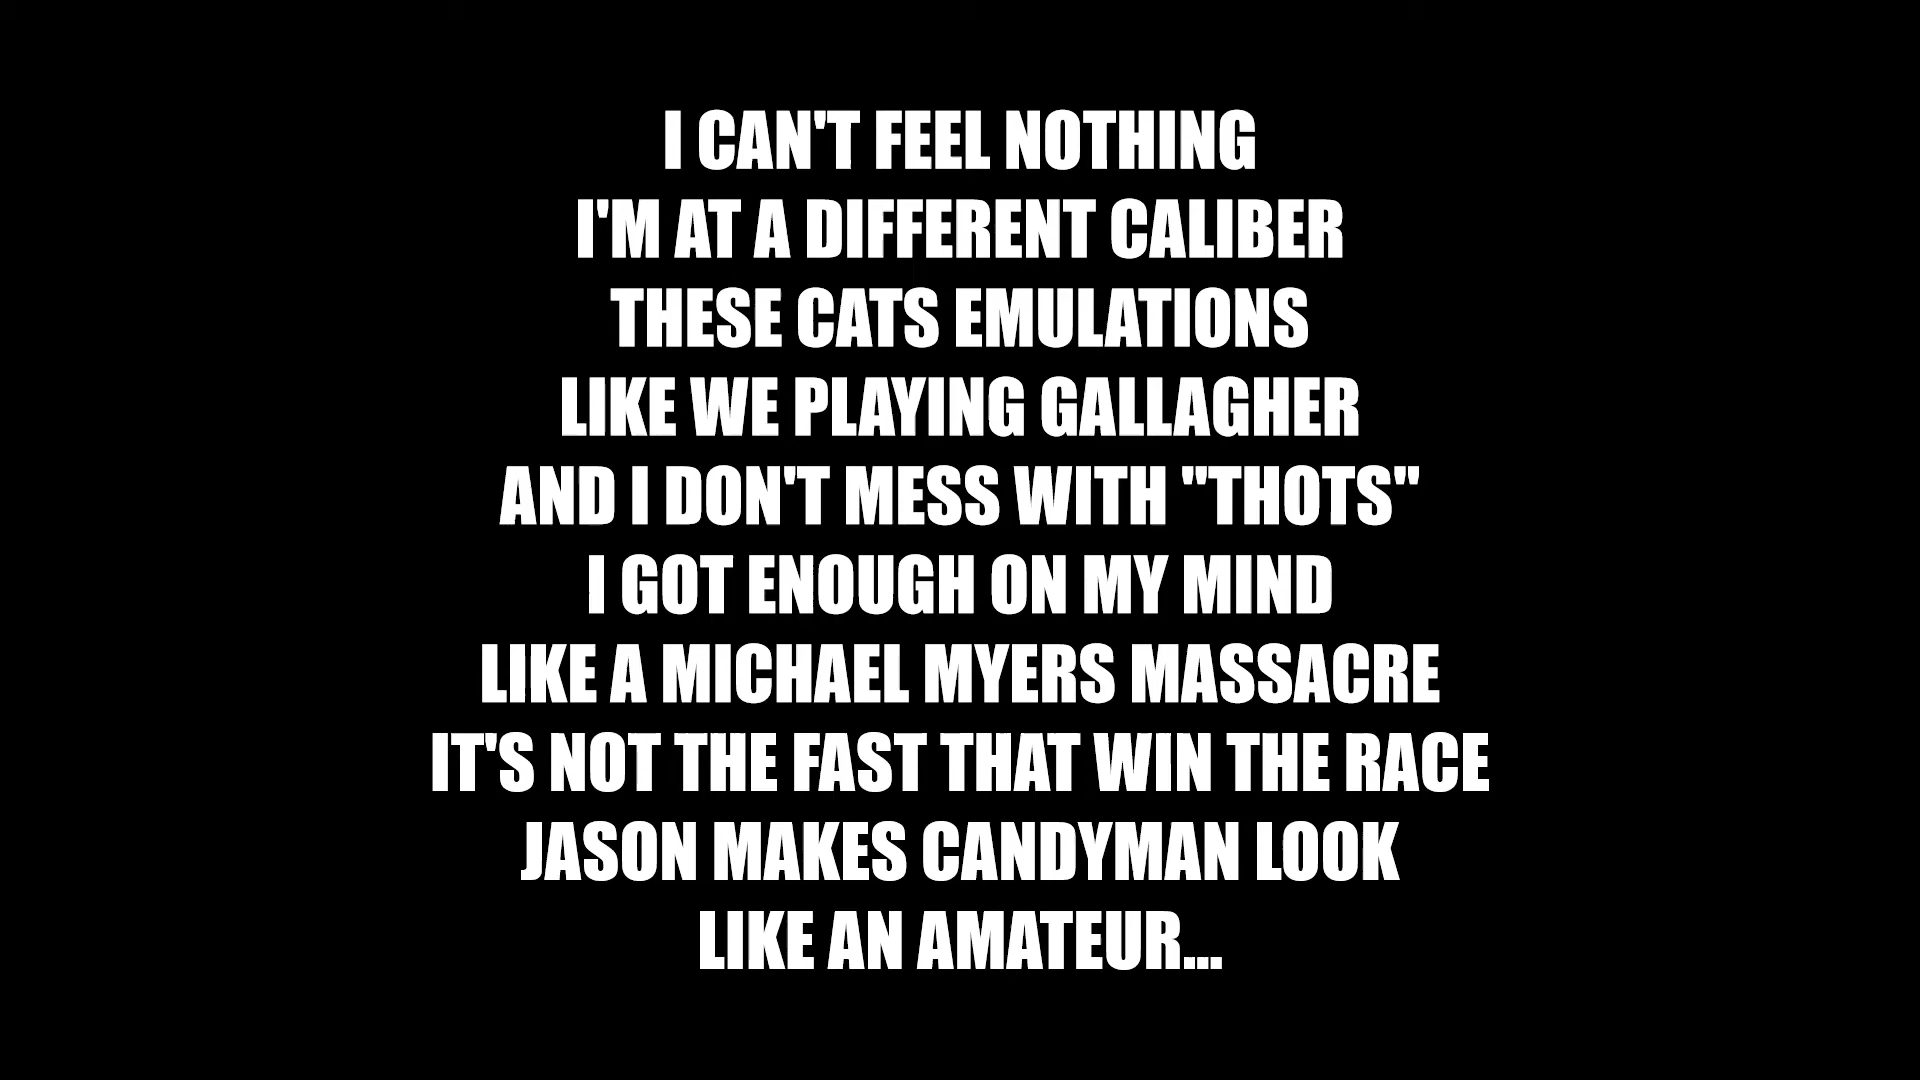 I CAN'T FEEL NOTHING
I'M AT A DIFFERENT CALIBER
THESE CATS EMULATIONS
LIKE WE PLAYING GALLAGHER
AND I DON'T MESS WITH "THOTS"
I GOT ENOUGH ON MY MIND
LIKE A MICHAEL MYERS MASSACRE
IT'S NOT THE FAST THAT WIN THE RACE
JASON MAKES CANDYMAN LOOK
LIKE AN AMATEUR...